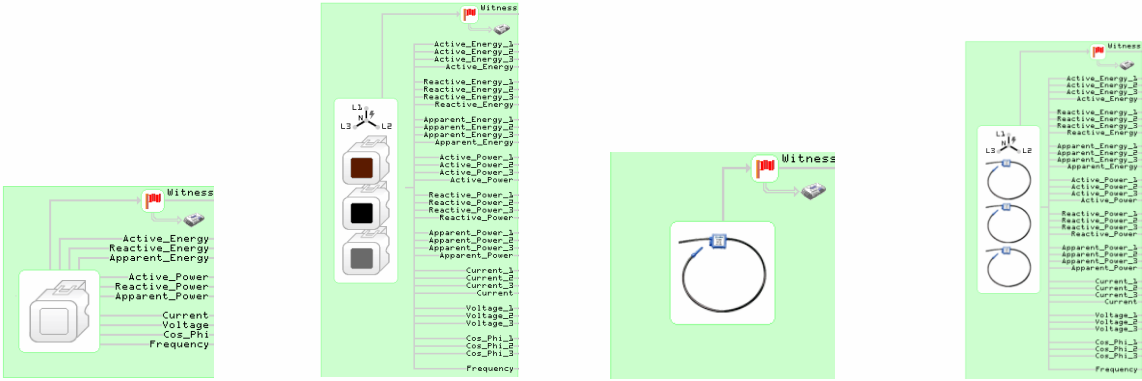 Witness
Active_Energy
Reactive_Energy
Apparent_Energy
Active_Power
Reactive_Power
Apparent_Power
Current
Voltage
Cos_Phi
Frequency
Witness
Active_Energy_1
Active_Energy_2
Active_Energy_3
Active_Energy
Reactive_Energy_1
Reactive_Energy_2
Reactive_Energy_3
Reactive_Energy
Apparent_Energy_1
Apparent_Energy_2
Apparent_Energy_3
Apparent_Energy
Active_Power_1
Active_Power_2
Active_Power_3
Active_Power
Reactive_Power_1
Reactive_Power_2
Reactive_Power_3
Reactive_Power
Apparent_Power_1
Apparent_Power_2
Apparent_Power_3
Apparent_Power
Current_1
Current_2
Current_3
Current
Voltage_1
Voltage_2
Voltage_3
Cos_Phi_1
Cos_Phi_2
Cos_Phi_3
Frequency
L1
N
L3 L2
Witness
Witness
Active_Energy_1
Active_Energy_2
Active_Energy_3
Active_Energy
Reactive_Energy_1
Reactive_Energy_2
Reactive_Energy_3
Reactive_Energy
Apparent_Energy_1
Apparent_Energy_2
Apparent_Energy_3
Apparent_Energy
Active_Power_1
Active_Power_2
Active_Power_3
Active_Power
Reactive_Power_1
Reactive_Power_2
Reactive_Power_3
Reactive_Power
Apparent_Power_1
Apparent_Power_2
Apparent_Power_3
Apparent_Power
Current_1
Current_2
Current_3
Current
Voltage_1
Voltage_2
Voltage_3
Cos_Phi_1
Cos_Phi_2
Cos_Phi_3
Frequency
L1
N
L3 L2